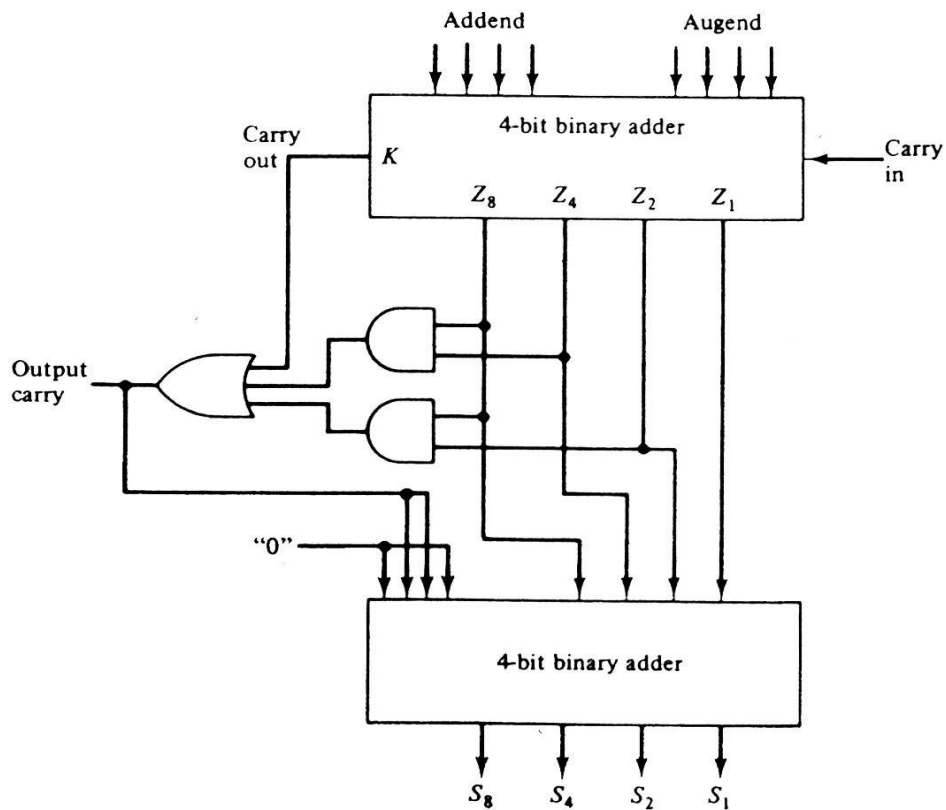 Addend
Augend
4-bit binary adder
Carry out
K
Carry in
Z₈ Z₄ Z₂ Z₁
Output carry
“0”
4-bit binary adder
S₈ S₄ S₂ S₁